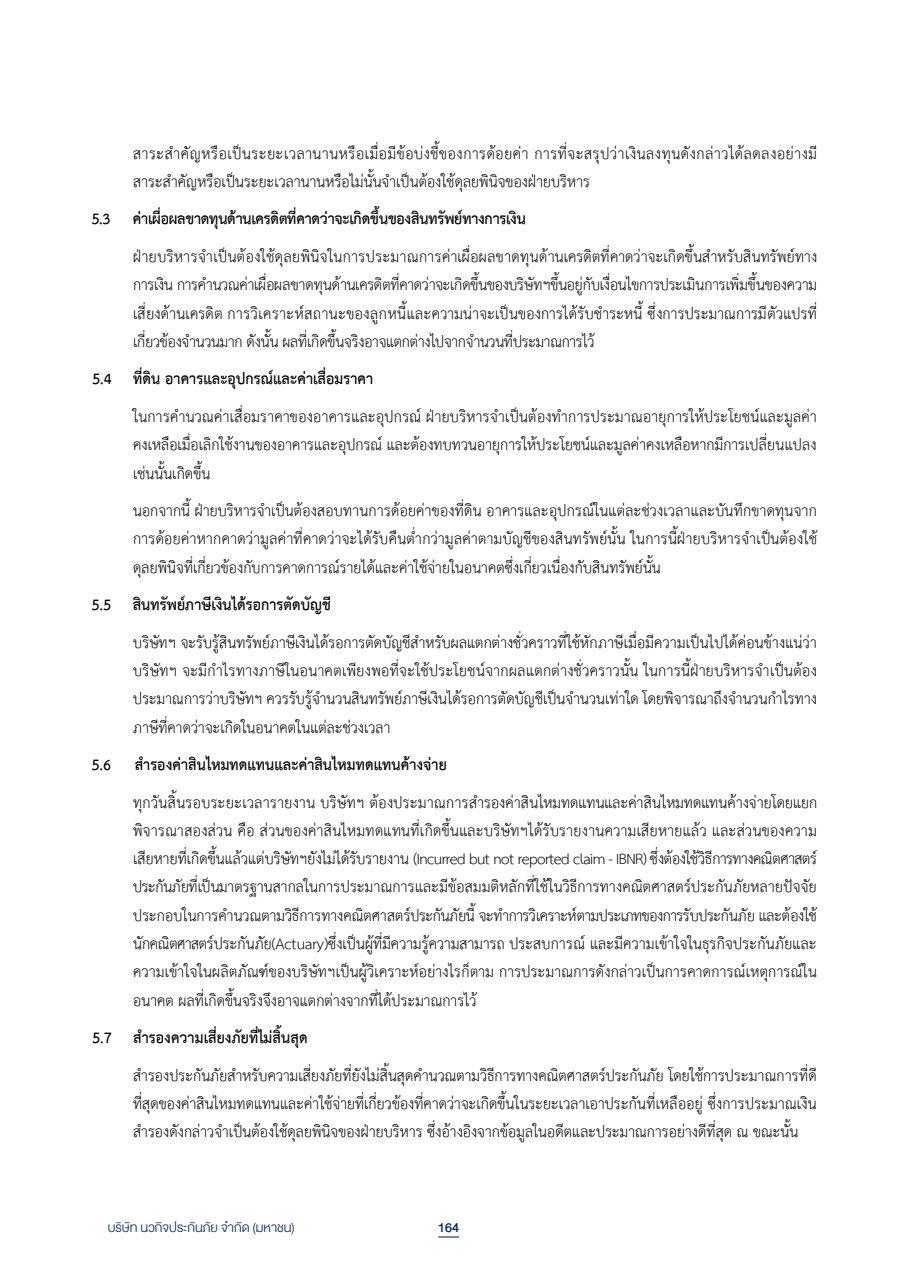 สาระสำคัญหรือเป็นระยะเวลานานหรือเมื่อมีข้อบ่งชี้ของการด้อยค่า การที่จะสรุปว่าเงินลงทุนดังกล่าวได้ลดลงอย่างมี
สาระสำคัญหรือเป็นระยะเวลานานหรือไม่นั้นจำเป็นต้องใช้ดุลยพินิจของฝ่ายบริหาร
5.3 ค่าเผื่อผลขาดทุนด้านเครดิตที่คาดว่าจะเกิดขึ้นของสินทรัพย์ทางการเงิน
ฝ่ายบริหารจำเป็นต้องใช้ดุลยพินิจในการประมาณการค่าเผื่อผลขาดทุนด้านเครดิตที่คาดว่าจะเกิดขึ้นสำหรับสินทรัพย์ทาง
การเงิน การคำนวณค่าเผื่อผลขาดทุนด้านเครดิตที่คาดว่าจะเกิดขึ้นของบริษัทฯขึ้นอยู่กับเงื่อนไขการประเมินการเพิ่มขึ้นของความ
เสี่ยงด้านเครดิต การวิเคราะห์สถานะของลูกหนี้และความน่าจะเป็นของการได้รับชำระหนี้ ซึ่งการประมาณการมีตัวแปรที่
เกี่ยวข้องจำนวนมาก ดังนั้น ผลที่เกิดขึ้นจริงอาจแตกต่างไปจากจำนวนที่ประมาณการไว้
5.4 ที่ดิน อาคารและอุปกรณ์และค่าเสื่อมราคา
ในการคำนวณค่าเสื่อมราคาของอาคารและอุปกรณ์ ฝ่ายบริหารจำเป็นต้องทำการประมาณอายุการให้ประโยชน์และมูลค่า
คงเหลือเมื่อเลิกใช้งานของอาคารและอุปกรณ์ และต้องทบทวนอายุการให้ประโยชน์และมูลค่าคงเหลือหากมีการเปลี่ยนแปลง
เช่นนั้นเกิดขึ้น
นอกจากนี้ ฝ่ายบริหารจำเป็นต้องสอบทานการด้อยค่าของที่ดิน อาคารและอุปกรณ์ในแต่ละช่วงเวลาและบันทึกขาดทุนจาก
การด้อยค่าหากคาดว่ามูลค่าที่คาดว่าจะได้รับคืนต่ำกว่ามูลค่าตามบัญชีของสินทรัพย์นั้น ในการนี้ฝ่ายบริหารจำเป็นต้องใช้
ดุลยพินิจที่เกี่ยวข้องกับการคาดการณ์รายได้และค่าใช้จ่ายในอนาคตซึ่งเกี่ยวเนื่องกับสินทรัพย์นั้น
5.5 สินทรัพย์ภาษีเงินได้รอการตัดบัญชี
บริษัทฯ จะรับรู้สินทรัพย์ภาษีเงินได้รอการตัดบัญชีสำหรับผลแตกต่างชั่วคราวที่ใช้หักภาษีเมื่อมีความเป็นไปได้ค่อนข้างแน่ว่า
บริษัทฯ จะมีกำไรทางภาษีในอนาคตเพียงพอที่จะใช้ประโยชน์จากผลแตกต่างชั่วคราวนั้น ในการนี้ฝ่ายบริหารจำเป็นต้อง
ประมาณการว่าบริษัทฯ ควรรับรู้จำนวนสินทรัพย์ภาษีเงินได้รอการตัดบัญชีเป็นจำนวนเท่าใด โดยพิจารณาถึงจำนวนกำไรทาง
ภาษีที่คาดว่าจะเกิดในอนาคตในแต่ละช่วงเวลา
5.6 สำรองค่าสินไหมทดแทนและค่าสินไหมทดแทนค้างจ่าย
ทุกวันสิ้นรอบระยะเวลารายงาน บริษัทฯ ต้องประมาณการสำรองค่าสินไหมทดแทนและค่าสินไหมทดแทนค้างจ่ายโดยแยก
พิจารณาสองส่วน คือ ส่วนของค่าสินไหมทดแทนที่เกิดขึ้นและบริษัทฯได้รับรายงานความเสียหายแล้ว และส่วนของความ
เสียหายที่เกิดขึ้นแล้วแต่บริษัทฯยังไม่ได้รับรายงาน (Incurred but not reported claim - IBNR) ซึ่งต้องใช้วิธีการทางคณิตศาสตร์
ประกันภัยที่เป็นมาตรฐานสากลในการประมาณการและมีข้อสมมติหลักที่ใช้ในวิธีการทางคณิตศาสตร์ประกันภัยหลายปัจจัย
ประกอบในการคำนวณตามวิธีการทางคณิตศาสตร์ประกันภัยนี้ จะทำการวิเคราะห์ตามประเภทของการรับประกันภัย และต้องใช้
นักคณิตศาสตร์ประกันภัย(Actuary)ซึ่งเป็นผู้ที่มีความรู้ความสามารถ ประสบการณ์ และมีความเข้าใจในธุรกิจประกันภัยและ
ความเข้าใจในผลิตภัณฑ์ของบริษัทฯเป็นผู้วิเคราะห์อย่างไรก็ตาม การประมาณการดังกล่าวเป็นการคาดการณ์เหตุการณ์ใน
อนาคต ผลที่เกิดขึ้นจริงจึงอาจแตกต่างจากที่ได้ประมาณการไว้
5.7 สำรองความเสี่ยงภัยที่ไม่สิ้นสุด
สำรองประกันภัยสำหรับความเสี่ยงภัยที่ยังไม่สิ้นสุดคำนวณตามวิธีการทางคณิตศาสตร์ประกันภัย โดยใช้การประมาณการที่ดี
ที่สุดของค่าสินไหมทดแทนและค่าใช้จ่ายที่เกี่ยวข้องที่คาดว่าจะเกิดขึ้นในระยะเวลาเอาประกันที่เหลืออยู่ ซึ่งการประมาณเงิน
สำรองดังกล่าวจำเป็นต้องใช้ดุลยพินิจของฝ่ายบริหาร ซึ่งอ้างอิงจากข้อมูลในอดีตและประมาณการอย่างดีที่สุด ณ ขณะนั้น
บริษัท นวกิจประกันภัย จำกัด (มหาชน) 164